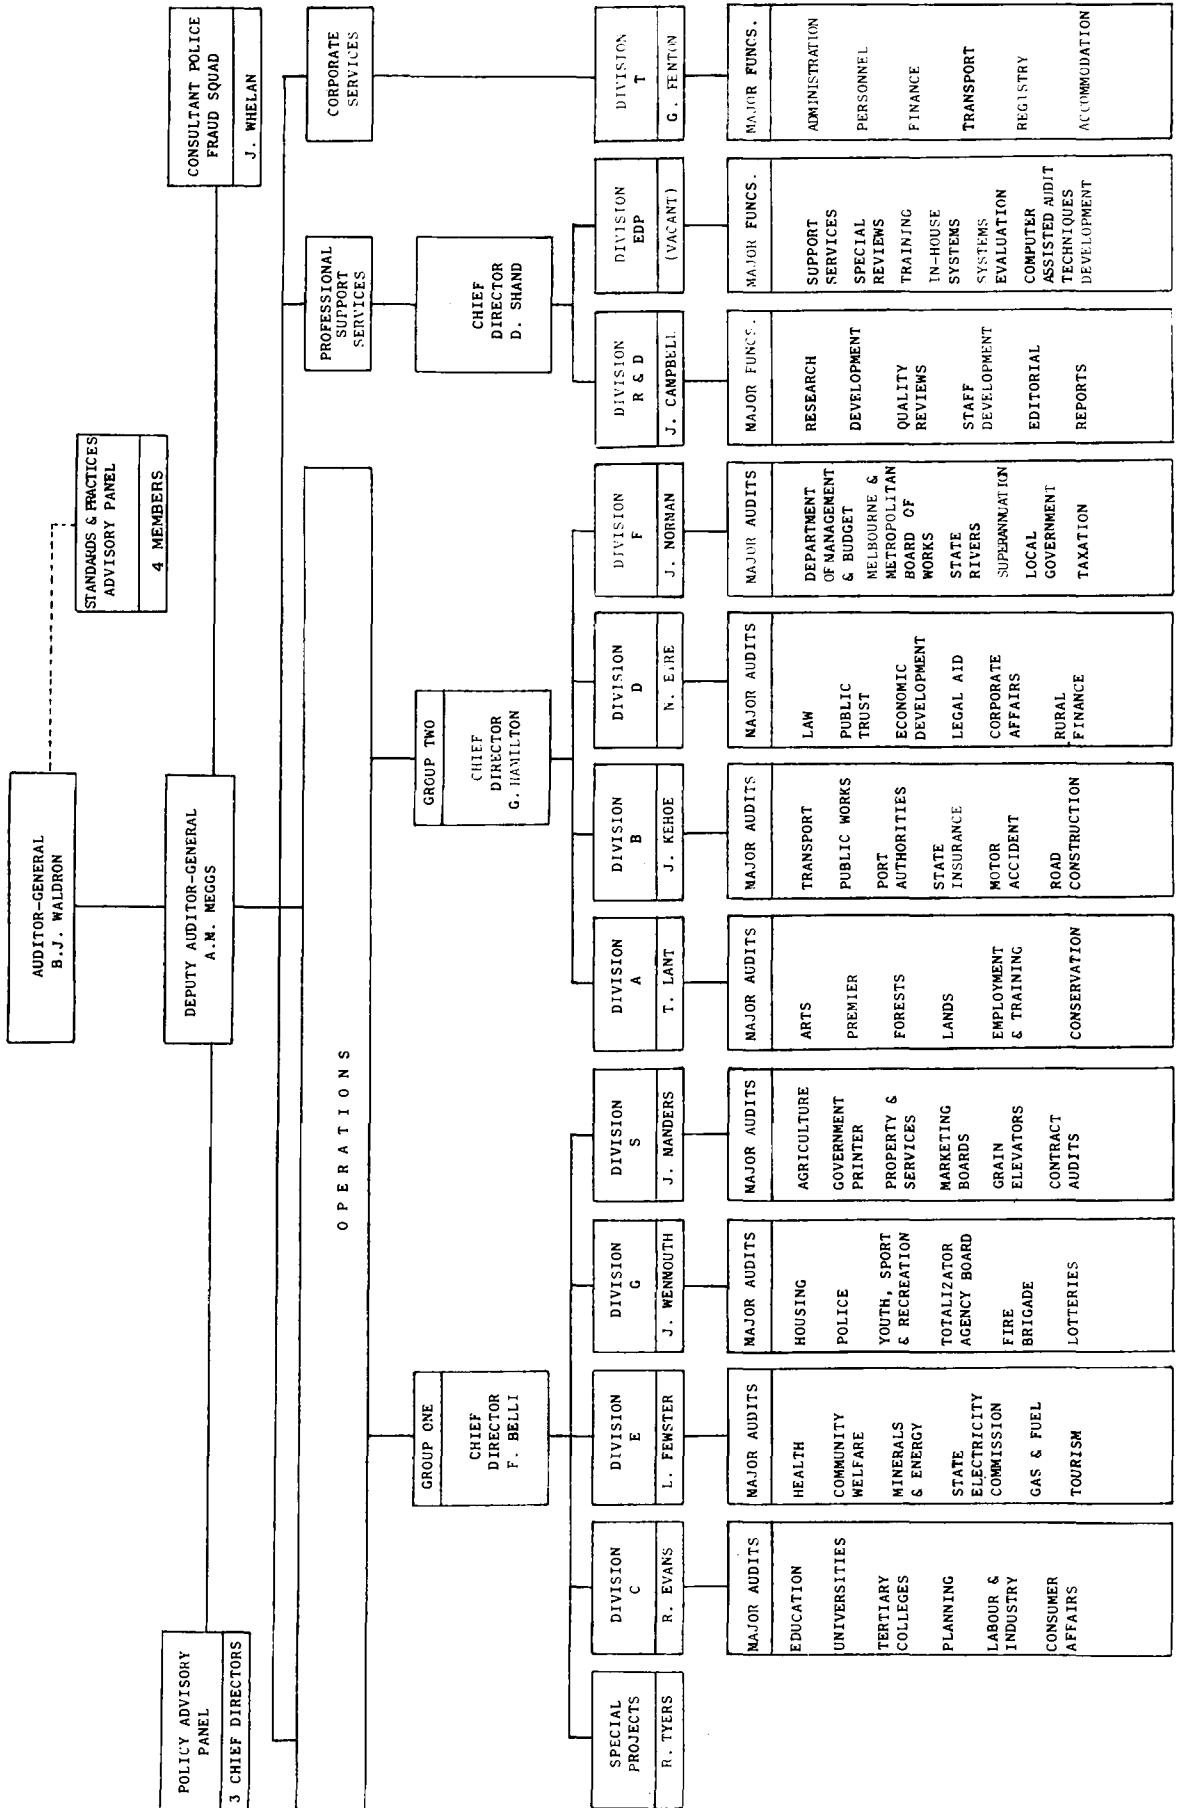 AUDITOR-GENERAL
B.J. WALDRON
STANDARDS & PRACTICES
ADVISORY PANEL
4 MEMBERS
POLICY ADVISORY
PANEL
3 CHIEF DIRECTORS
DEPUTY AUDITOR-GENERAL
A.M. MEGGS
CONSULTANT POLICE
FRAUD SQUAD
J. WHELAN
OPERATIONS
PROFESSIONAL
SUPPORT
SERVICES
CORPORATE
SERVICES
GROUP ONE
CHIEF
DIRECTOR
F. BELLI
GROUP TWO
CHIEF
DIRECTOR
G. HAMILTON
CHIEF
DIRECTOR
D. SHAND
SPECIAL
PROJECTS
R. TYERS
DIVISION
C
R. EVANS
MAJOR AUDITS
EDUCATION
UNIVERSITIES
TERTIARY
COLLEGES
PLANNING
LABOUR &
INDUSTRY
CONSUMER
AFFAIRS
DIVISION
E
L. FEWSTER
MAJOR AUDITS
HEALTH
COMMUNITY
WELFARE
MINERALS
& ENERGY
STATE
ELECTRICITY
COMMISSION
GAS & FUEL
TOURISM
DIVISION
G
J. WENMOUTH
MAJOR AUDITS
HOUSING
POLICE
YOUTH, SPORT
& RECREATION
TOTALIZATOR
AGENCY BOARD
FIRE
BRIGADE
LOTTERIES
DIVISION
S
J. MANDERS
MAJOR AUDITS
AGRICULTURE
GOVERNMENT
PRINTER
PROPERTY &
SERVICES
MARKETING
BOARDS
GRAIN
ELEVATORS
CONTRACT
AUDITS
DIVISION
A
T. LANT
MAJOR AUDITS
ARTS
PREMIER
FORESTS
LANDS
EMPLOYMENT
& TRAINING
CONSERVATION
DIVISION
B
J. KEHOE
MAJOR AUDITS
TRANSPORT
PUBLIC WORKS
PORT
AUTHORITIES
STATE
INSURANCE
MOTOR
ACCIDENT
ROAD
CONSTRUCTION
DIVISION
D
N. EIRE
MAJOR AUDITS
LAW
PUBLIC
TRUST
ECONOMIC
DEVELOPMENT
LEGAL AID
CORPORATE
AFFAIRS
RURAL
FINANCE
DIVISION
F
J. NORMAN
MAJOR AUDITS
DEPARTMENT
OF MANAGEMENT
& BUDGET
MELBOURNE &
METROPOLITAN
BOARD OF
WORKS
STATE
RIVERS
SUPERANNUATION
LOCAL
GOVERNMENT
TAXATION
DIVISION
R & D
J. CAMPBELL
MAJOR FUNCS.
RESEARCH
DEVELOPMENT
QUALITY
REVIEWS
STAFF
DEVELOPMENT
EDITORIAL
REPORTS
DIVISION
EDP
(VACANT)
MAJOR FUNCS.
SUPPORT
SERVICES
SPECIAL
REVIEWS
TRAINING
IN-HOUSE
SYSTEMS
SYSTEMS
EVALUATION
COMPUTER
ASSISTED AUDIT
TECHNIQUES
DEVELOPMENT
DIVISION
T
G. FENTON
MAJOR FUNCS.
ADMINISTRATION
PERSONNEL
FINANCE
TRANSPORT
REGISTRY
ACCOMMODATION